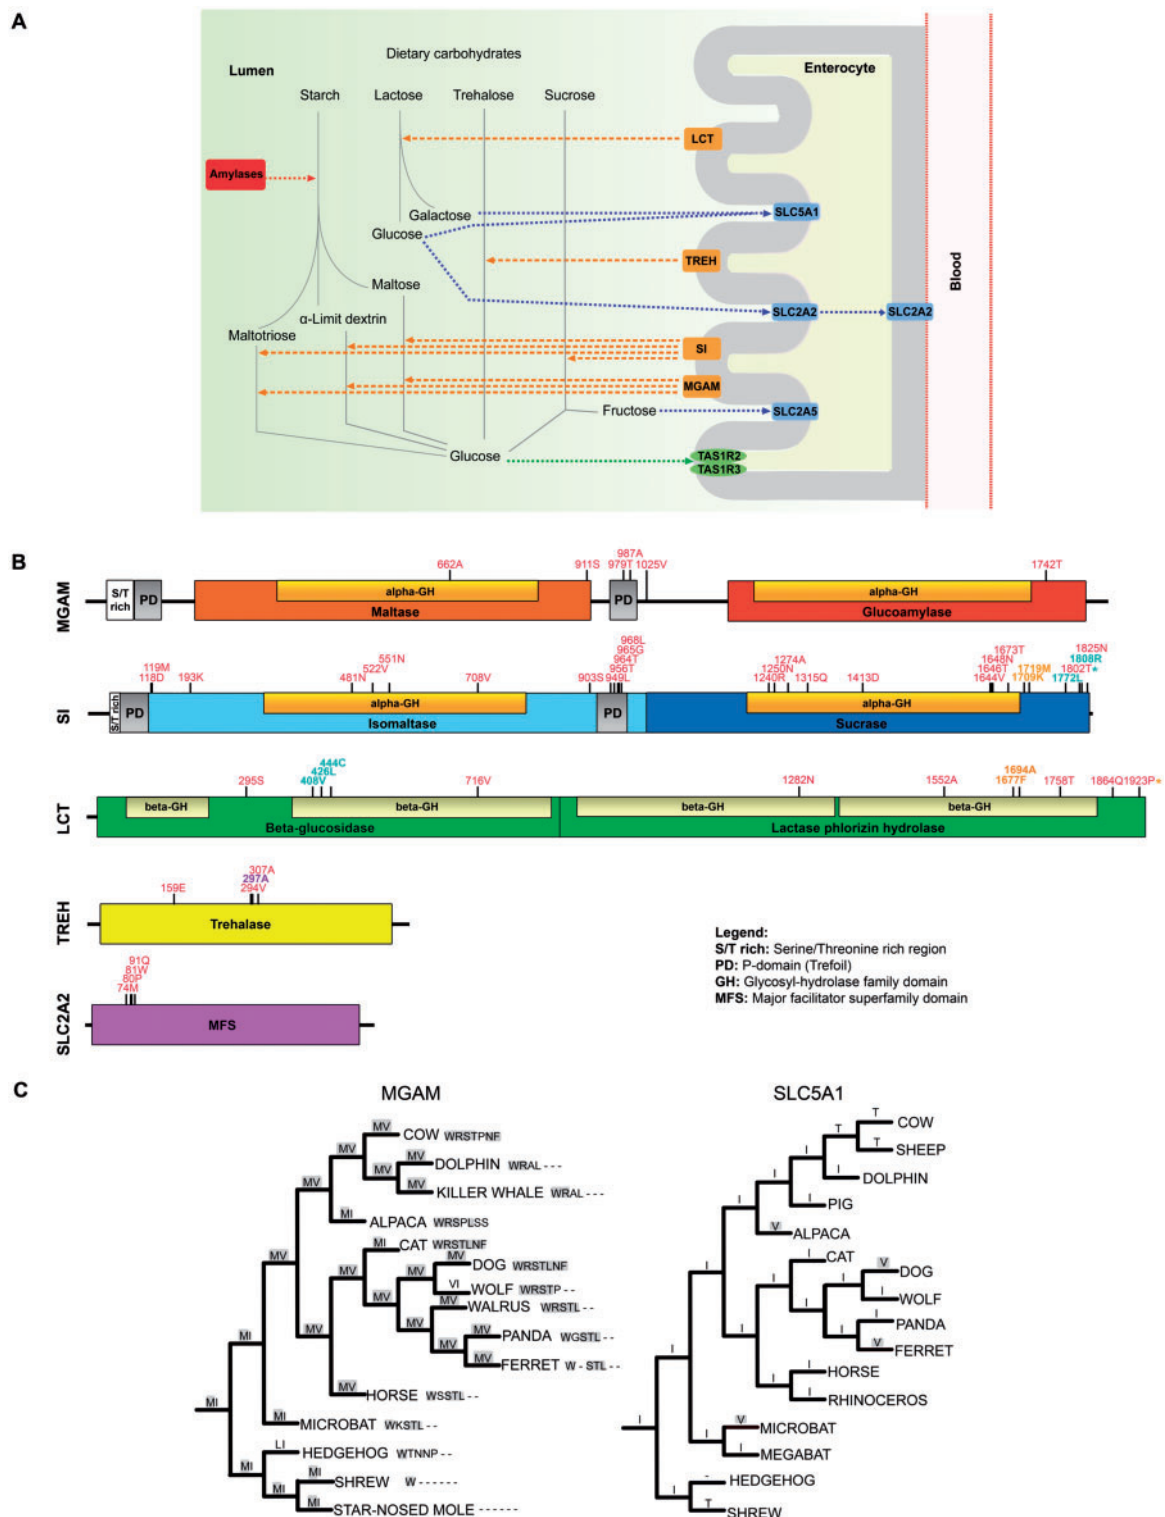 A
Dietary carbohydrates
Lumen
Enterocyte
Starch Lactose Trehalose Sucrose
LCT
Amylases
Galactose
SLC5A1
Glucose
TREH
Blood
Maltose
α-Limit dextrin
SLC2A2 SLC2A2
Maltotriose
SI
MGAM
Fructose
SLC2A5
Glucose
TAS1R2
TAS1R3
B
MGAM
987A
662A 911S 979T 1025V 1742T
S/T rich
PD
alpha-GH
Maltase
PD
alpha-GH
Glucoamylase
SI
968L
965G
964T
956T
949L
119M
118D
193K
551N
522V
481N
708V
903S
1274A
1250N
1240R
1315Q
1413D
1673T
1648N
1646T
1644V
1719M
1709K
1825N
1808R
1802T*
1772L
S/T rich
PD
alpha-GH
Isomaltase
PD
alpha-GH
Sucrase
LCT
444C
426L
408V
295S
716V
1282N
1552A
1694A
1677F
1758T
1864Q
1923P*
beta-GH
beta-GH
beta-GH
beta-GH
Beta-glucosidase
Lactase phlorizin hydrolase
TREH
307A
297A
159E 294V
Trehalase
SLC2A2
91Q
81W
80P
74M
MFS
Legend:
S/T rich: Serine/Threonine rich region
PD: P-domain (Trefoil)
GH: Glycosyl-hydrolase family domain
MFS: Major facilitator superfamily domain
C
MGAM
MV COW WRSTPNF
MV
MV DOLPHIN WRAL - - -
MV
MV KILLER WHALE WRAL - - -
MV
MI ALPACA WRSPLSS
MV
MI CAT WRSTLNF
MV
MV DOG WRSTLNF
MV
VI WOLF WRSTP - -
MV
MV WALRUS WRSTL - -
MV
MV PANDA WGSTL - -
MV
MV FERRET W - STL - -
MV
MV HORSE WSSTL - -
MI
MI MICROBAT WKSTL - -
MI
LI HEDGEHOG WTNNP - -
MI
MI SHREW W - - - - - -
MI
MI STAR-NOSED MOLE - - - - - -
SLC5A1
T COW
T
T SHEEP
I
I DOLPHIN
I
I PIG
I
V ALPACA
I
I CAT
I
V DOG
I
I WOLF
I
I PANDA
I
V FERRET
I
I HORSE
I
I RHINOCEROS
I
V MICROBAT
I
I MEGABAT
I
- HEDGEHOG
I
T SHREW